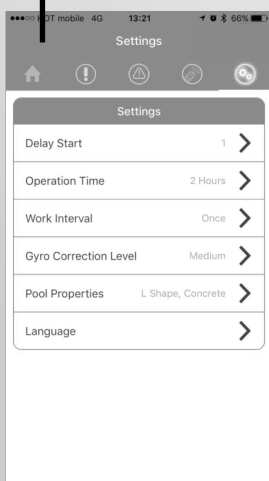 HOT mobile 4G 13:21 66%
Settings
Settings
Delay Start 1
Operation Time 2 Hours
Work Interval Once
Gyro Correction Level Medium
Pool Properties L Shape, Concrete
Language